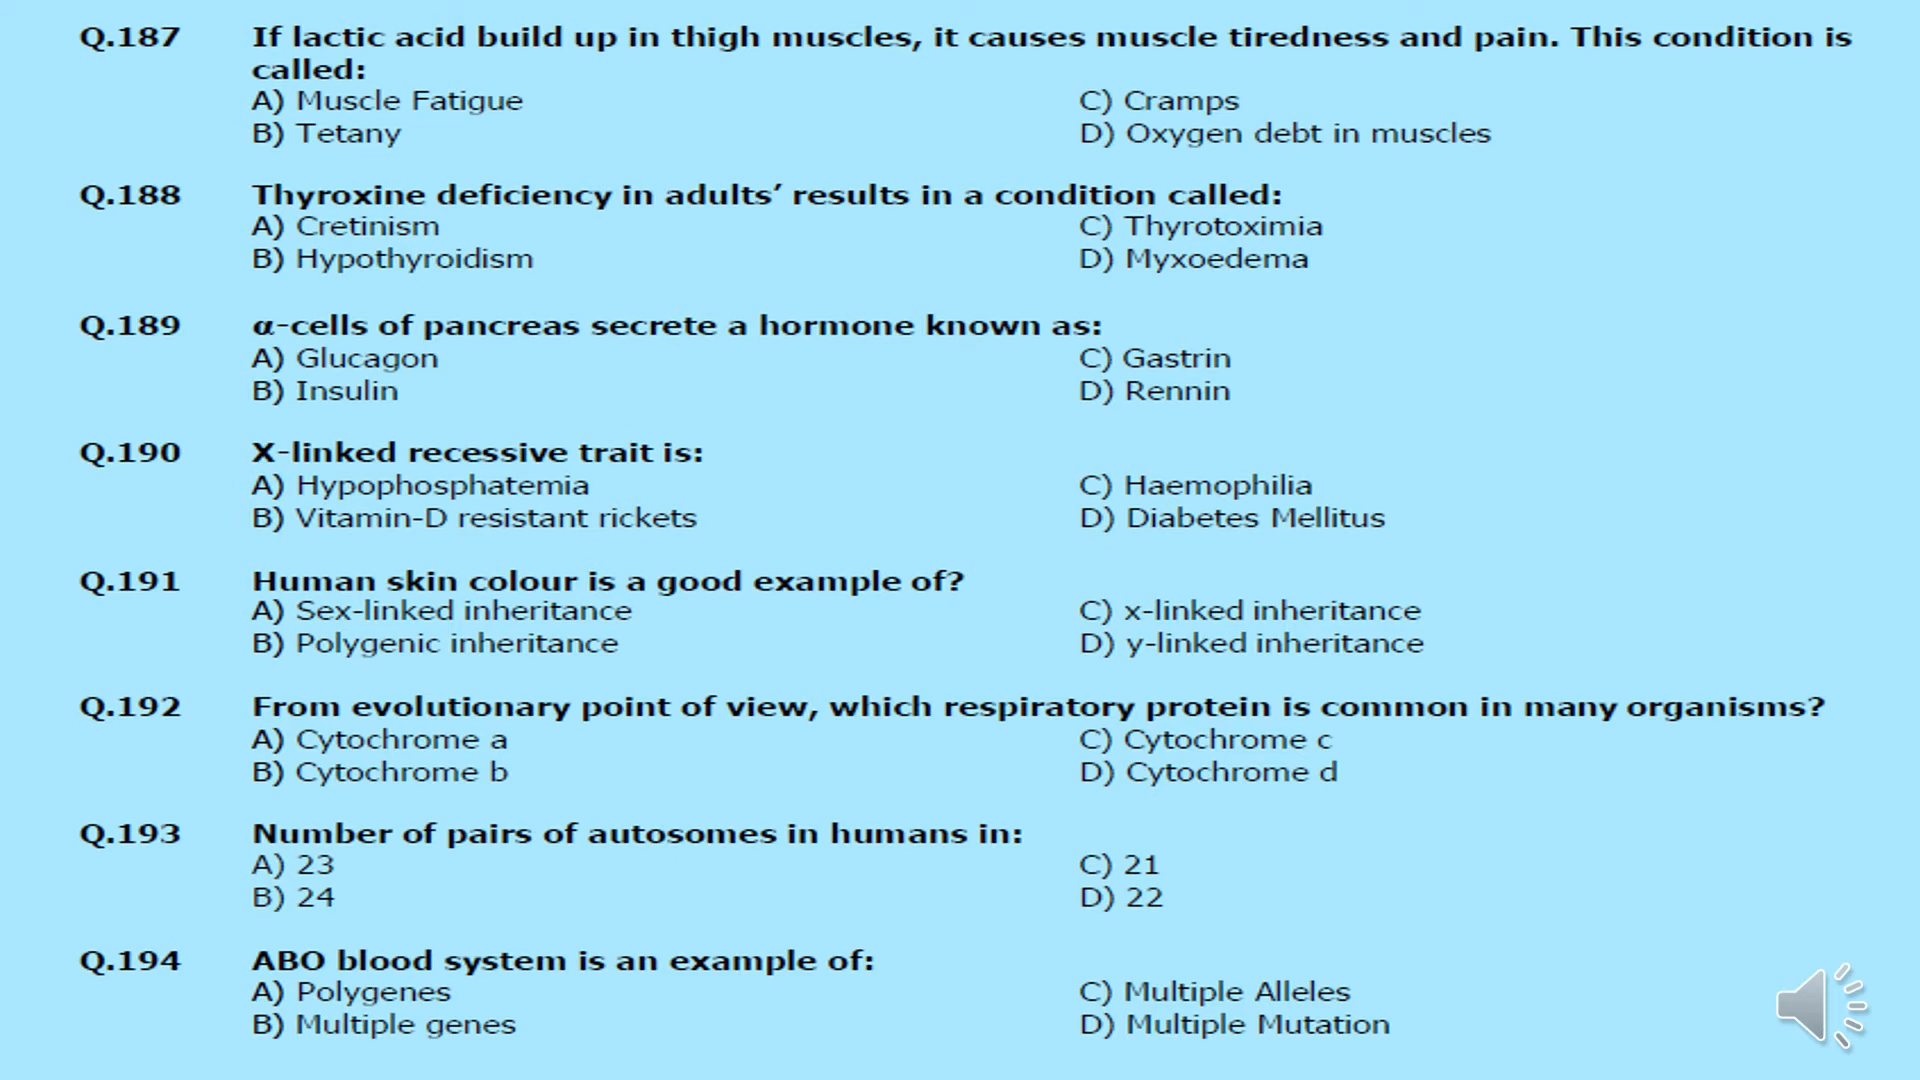 Q.187 If lactic acid build up in thigh muscles, it causes muscle tiredness and pain. This condition is
called:
A) Muscle Fatigue C) Cramps
B) Tetany D) Oxygen debt in muscles
Q.188 Thyroxine deficiency in adults’ results in a condition called:
A) Cretinism C) Thyrotoximia
B) Hypothyroidism D) Myxoedema
Q.189 α-cells of pancreas secrete a hormone known as:
A) Glucagon C) Gastrin
B) Insulin D) Rennin
Q.190 X-linked recessive trait is:
A) Hypophosphatemia C) Haemophilia
B) Vitamin-D resistant rickets D) Diabetes Mellitus
Q.191 Human skin colour is a good example of?
A) Sex-linked inheritance C) x-linked inheritance
B) Polygenic inheritance D) y-linked inheritance
Q.192 From evolutionary point of view, which respiratory protein is common in many organisms?
A) Cytochrome a C) Cytochrome c
B) Cytochrome b D) Cytochrome d
Q.193 Number of pairs of autosomes in humans in:
A) 23 C) 21
B) 24 D) 22
Q.194 ABO blood system is an example of:
A) Polygenes C) Multiple Alleles
B) Multiple genes D) Multiple Mutation